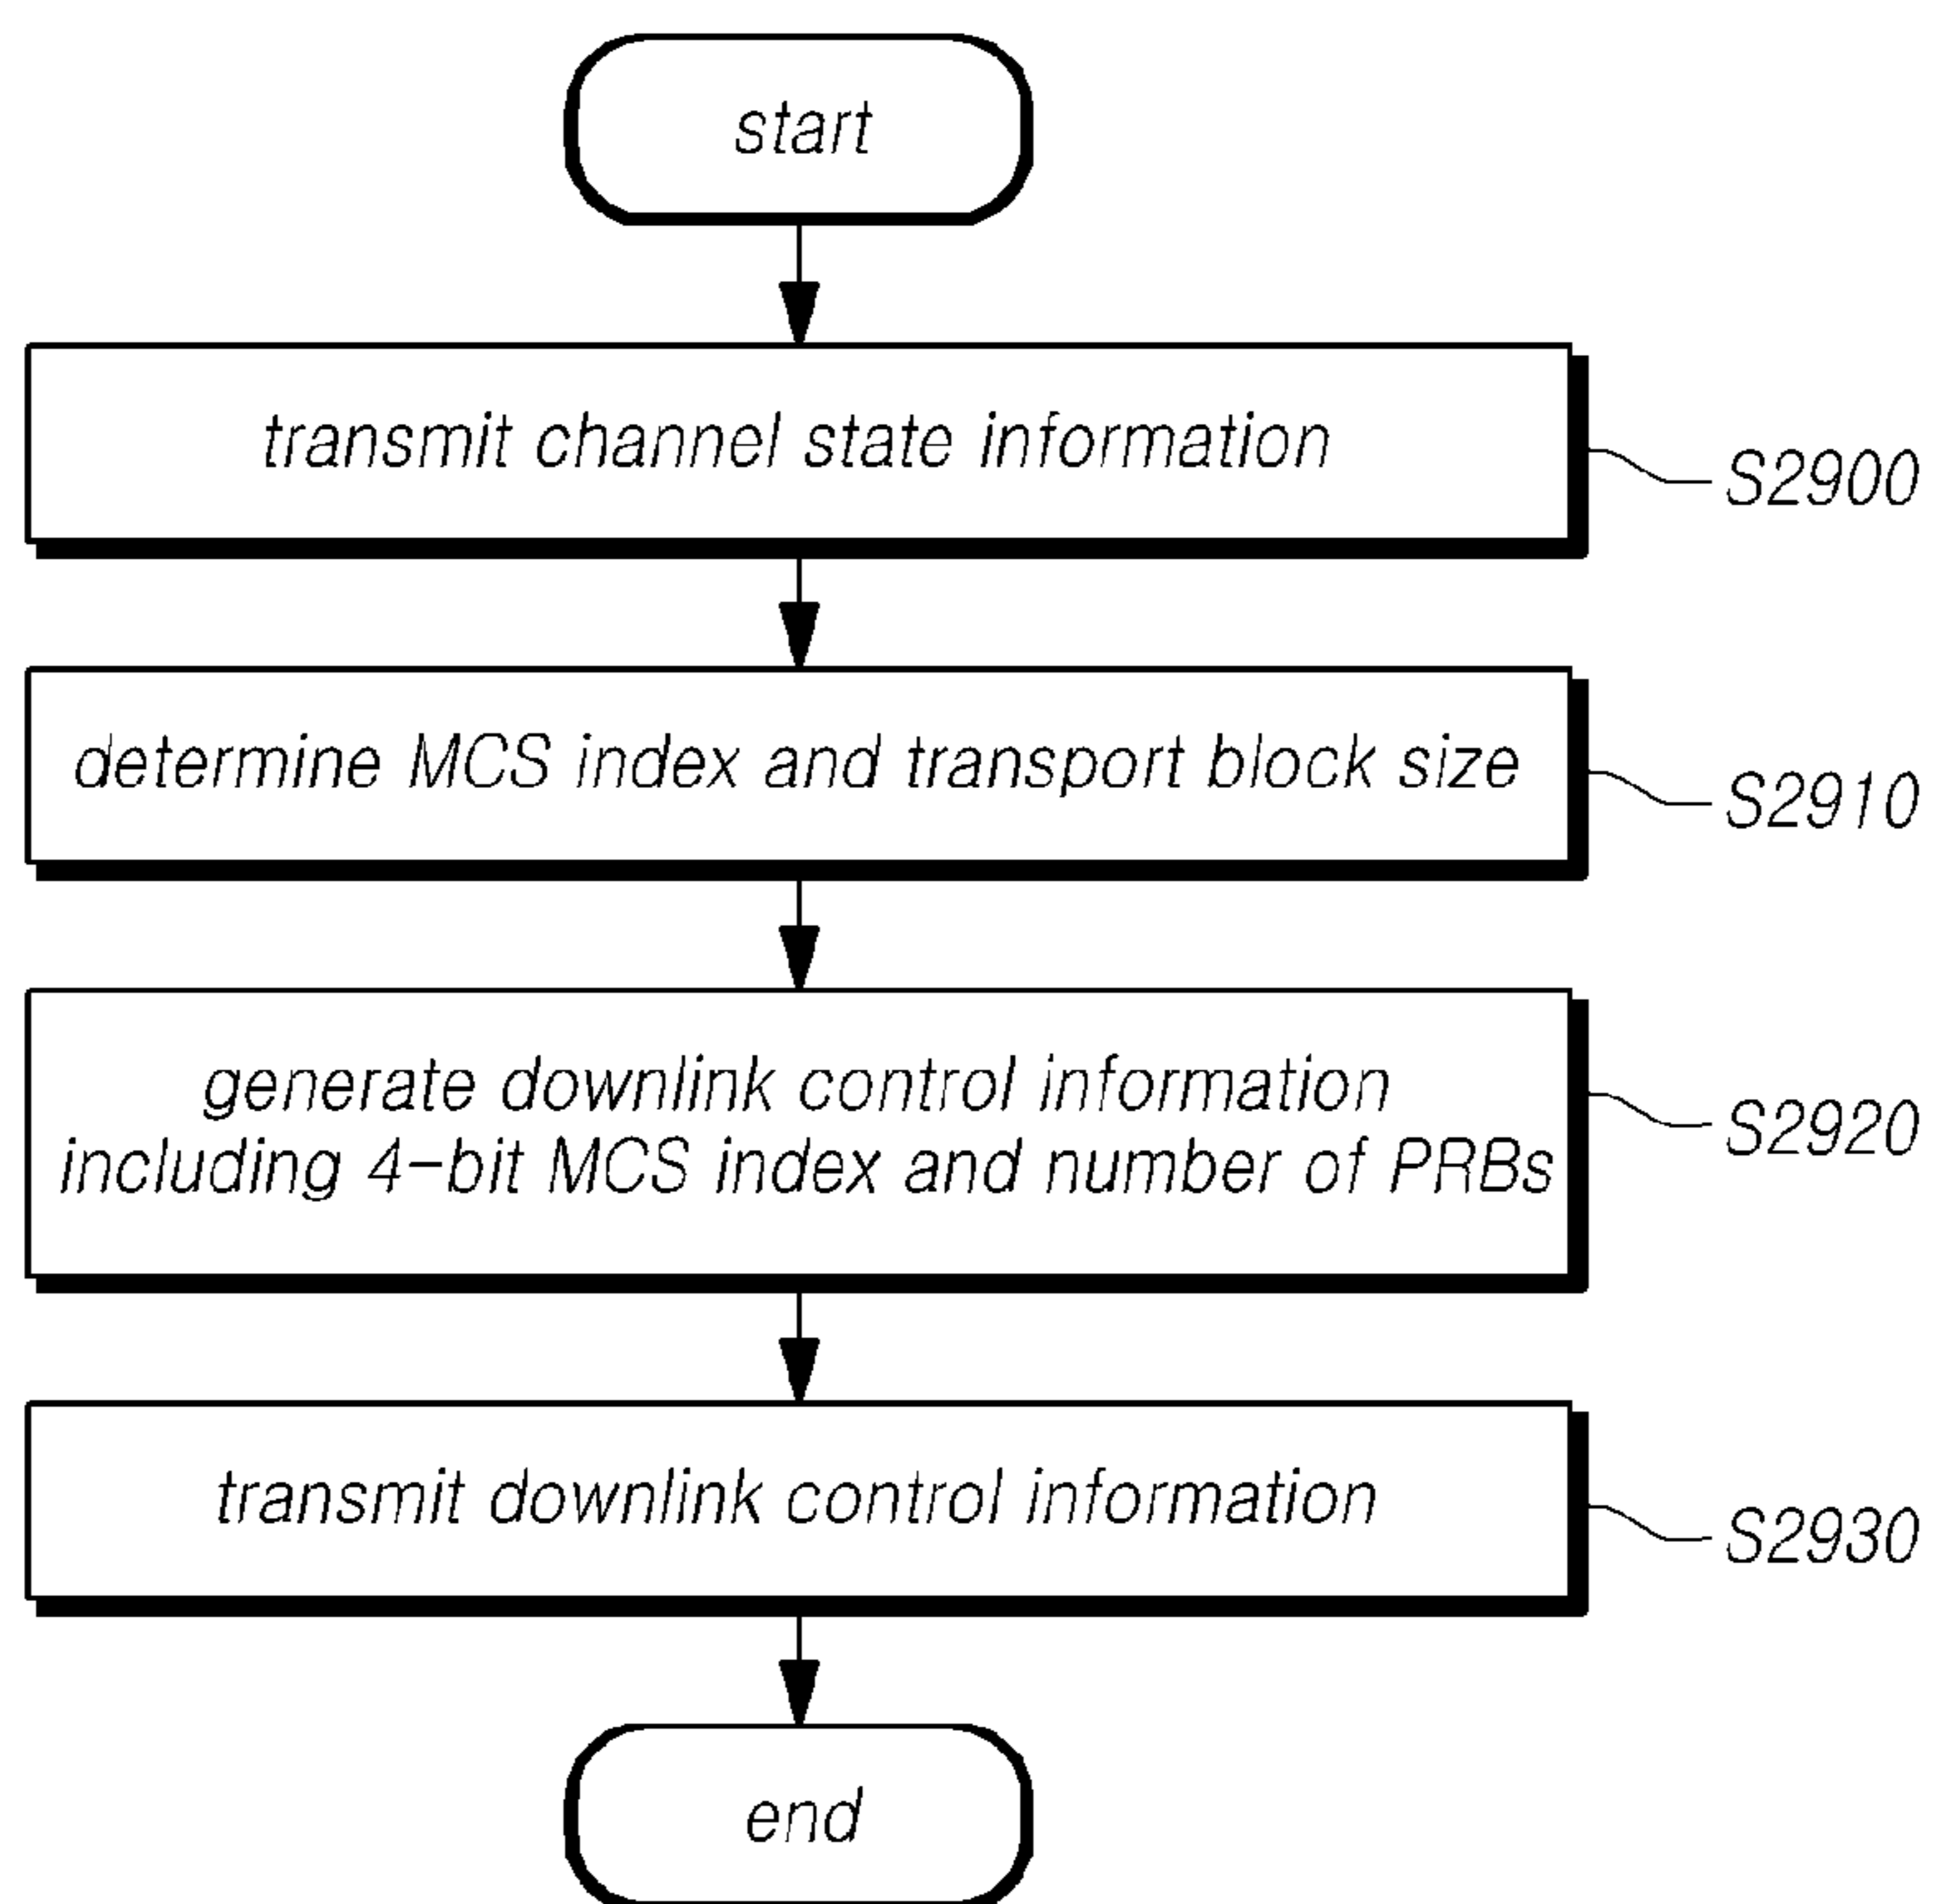 start
transmit channel state information
S2900
determine MCS index and transport block size
S2910
generate downlink control information
including 4-bit MCS index and number of PRBs
S2920
transmit downlink control information
S2930
end